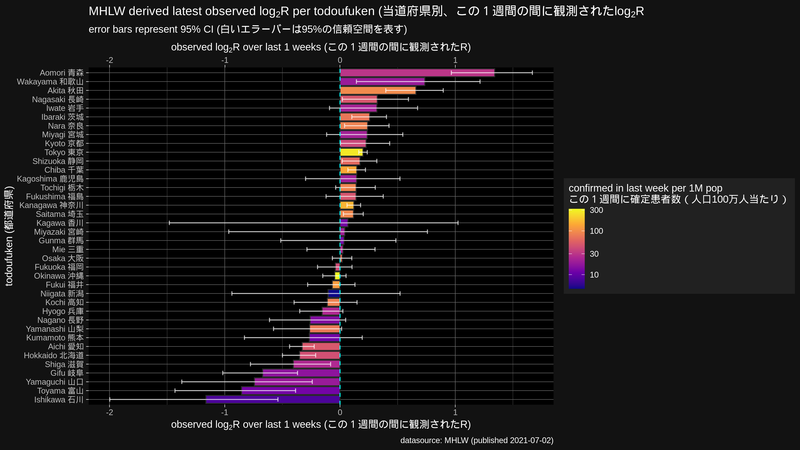 MHLW derived latest observed log₂R per todoufuken (当道府県別、この１週間の間に観測されたlog₂R
error bars represent 95% CI (白いエラーバーは95%の信頼空間を表す)
observed log₂R over last 1 weeks (この１週間の間に観測されたR)
-2 -1 0 1
todoufuken (都道府県)
Aomori 青森
Wakayama 和歌山
Akita 秋田
Nagasaki 長崎
Iwate 岩手
Ibaraki 茨城
Nara 奈良
Miyagi 宮城
Kyoto 京都
Tokyo 東京
Shizuoka 静岡
Chiba 千葉
Kagoshima 鹿児島
Tochigi 栃木
Fukushima 福島
Kanagawa 神奈川
Saitama 埼玉
Kagawa 香川
Miyazaki 宮崎
Gunma 群馬
Mie 三重
Osaka 大阪
Fukuoka 福岡
Okinawa 沖縄
Fukui 福井
Niigata 新潟
Kochi 高知
Hyogo 兵庫
Nagano 長野
Yamanashi 山梨
Kumamoto 熊本
Aichi 愛知
Hokkaido 北海道
Shiga 滋賀
Gifu 岐阜
Yamaguchi 山口
Toyama 富山
Ishikawa 石川
-2 -1 0 1
observed log₂R over last 1 weeks (この１週間の間に観測されたR)
datasource: MHLW (published 2021-07-02)
confirmed in last week per 1M pop
この１週間に確定患者数（人口100万人当たり）
300
100
30
10